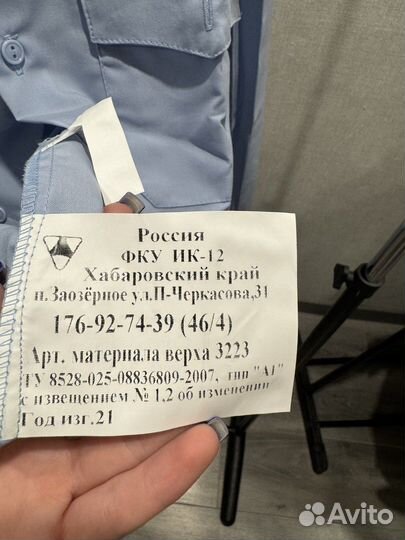 Россия
ФКУ ИК-12
Хабаровский край
п.Заозёрное ул.П-Черкасова,31
176-92-74-39 (46/4)
Арт. материала верха 3223
ТУ 8528-025-08836809-2007, тип "А1"
с извещением № 1,2 об изменении
Год изг.21
Avito